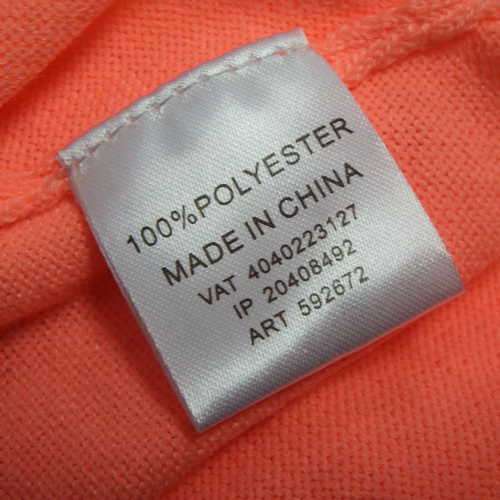 100%POLYESTER
MADE IN CHINA
VAT 4040223127
IP 20408492
ART 592672